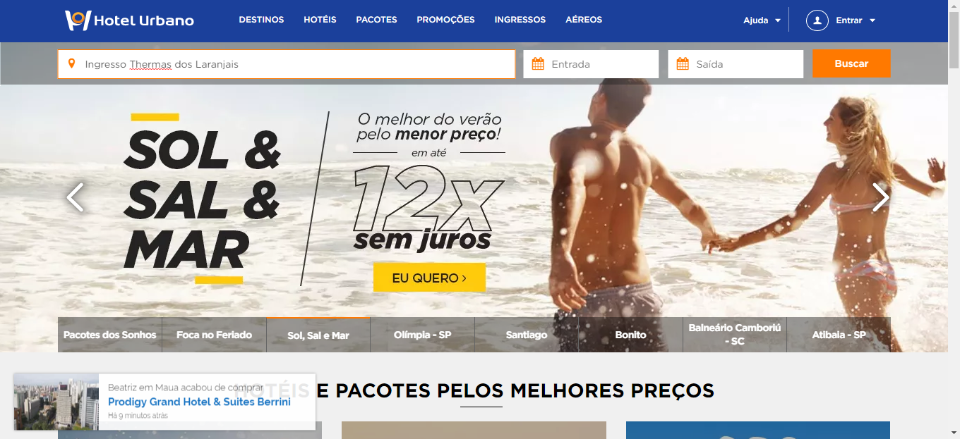 Hotel Urbano
DESTINOS HOTÉIS PACOTES PROMOÇÕES INGRESSOS AÉREOS
Ajuda Entrar
Ingresso Thermas dos Laranjais Entrada Saída Buscar
SOL &
SAL &
MAR
O melhor do verão
pelo menor preço!
em até
12x
sem juros
EU QUERO >
Pacotes dos Sonhos Foca no Feriado Sol, Sal e Mar Olímpia - SP Santiago Bonito Balneário Camboriú - SC Atibaia - SP
HOTÉIS E PACOTES PELOS MELHORES PREÇOS
Beatriz em Maua acabou de comprar
Prodigy Grand Hotel & Suites Berrini
Há 9 minutos atrás